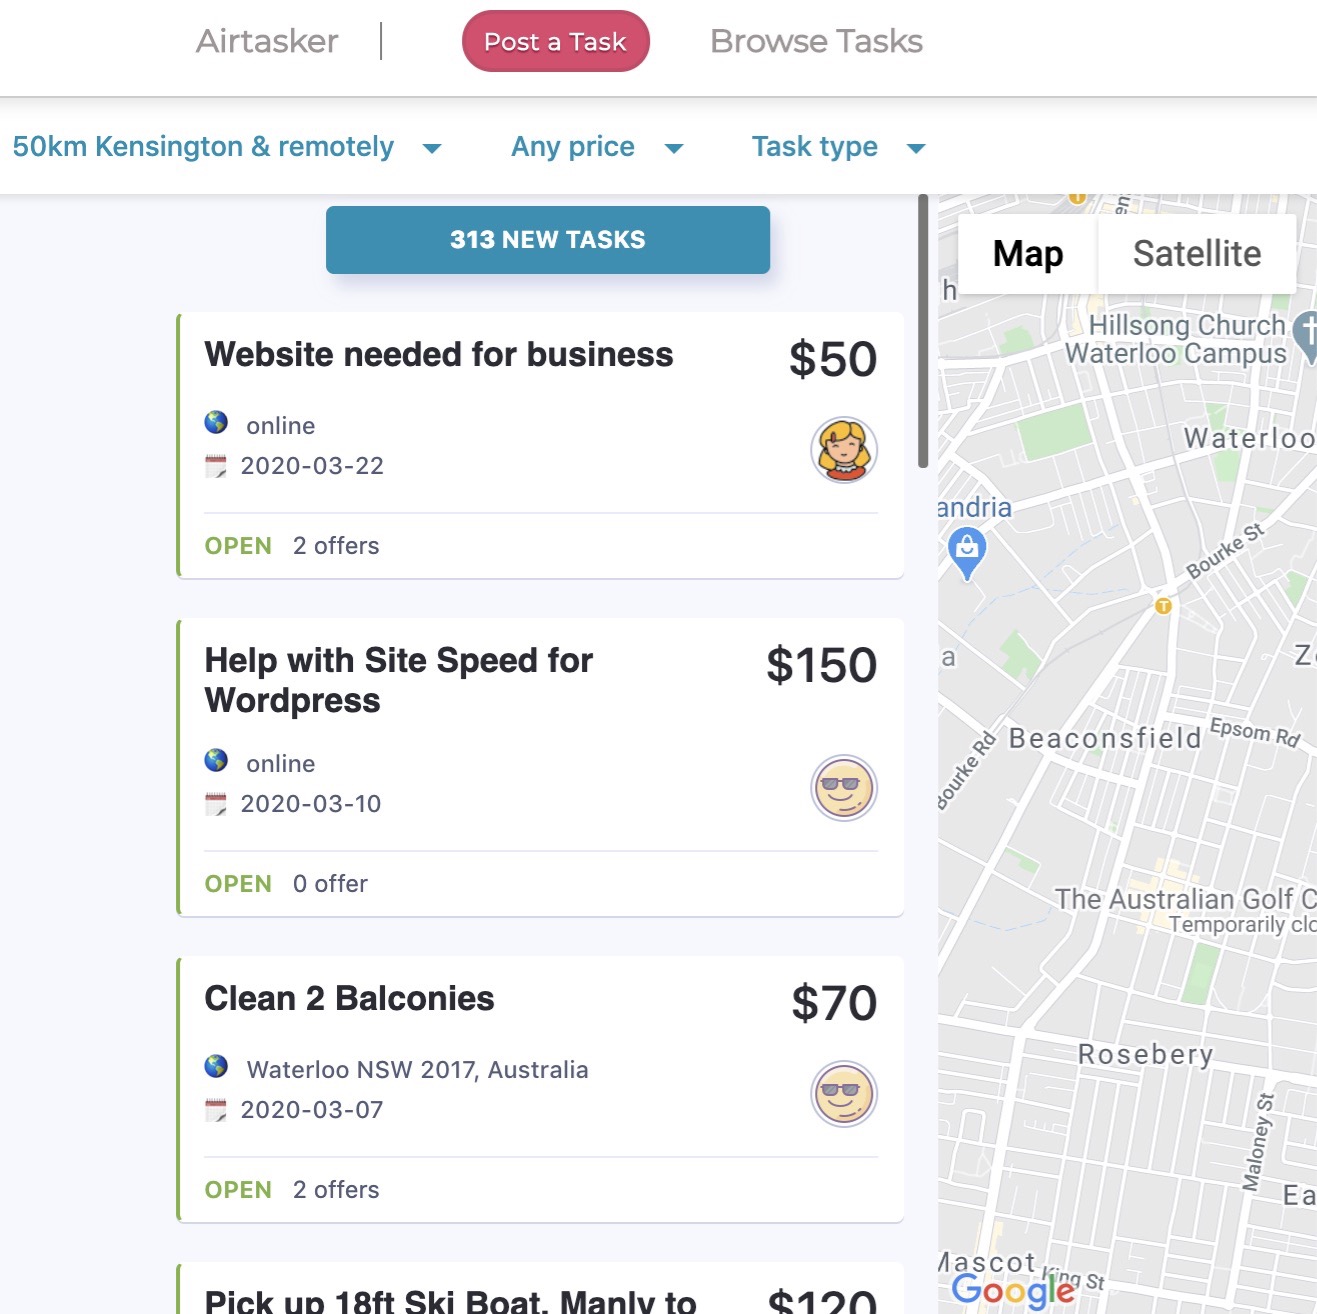 Airtasker
Post a Task
Browse Tasks
50km Kensington & remotely
Any price
Task type
313 NEW TASKS
Website needed for business
$50
online
2020-03-22
OPEN 2 offers
Help with Site Speed for
Wordpress
$150
online
2020-03-10
OPEN 0 offer
Clean 2 Balconies
$70
Waterloo NSW 2017, Australia
2020-03-07
OPEN 2 offers
Pick up 18ft Ski Boat, Manly to
$120
Map
Satellite
Hillsong Church
Waterloo Campus
Waterloo
andria
Bourke St
T
Beaconsfield
Epsom Rd
Bourke Rd
The Australian Golf C
Temporarily clo
Rosebery
Maloney St
Ea
Mascot
King St
Google